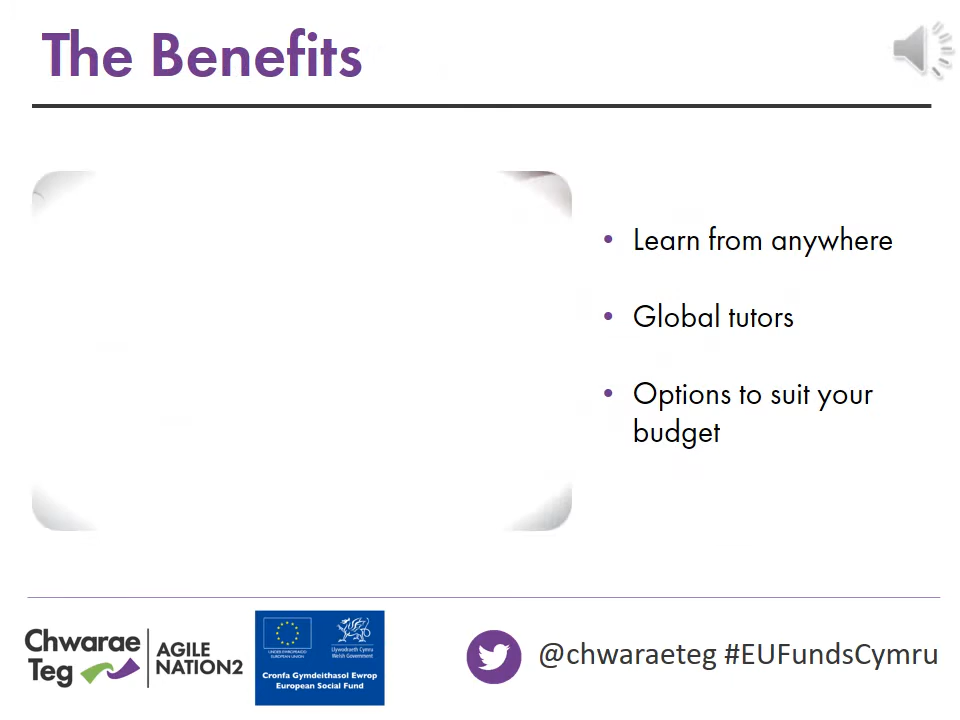 The Benefits
• Learn from anywhere
• Global tutors
• Options to suit your
budget
Chwarae
Teg
AGILE
NATION2
UNDEB EWROPEAIDD
EUROPEAN UNION
Llywodraeth Cymru
Welsh Government
Cronfa Gymdeithasol Ewrop
European Social Fund
@chwaraeteg #EUFundsCymru